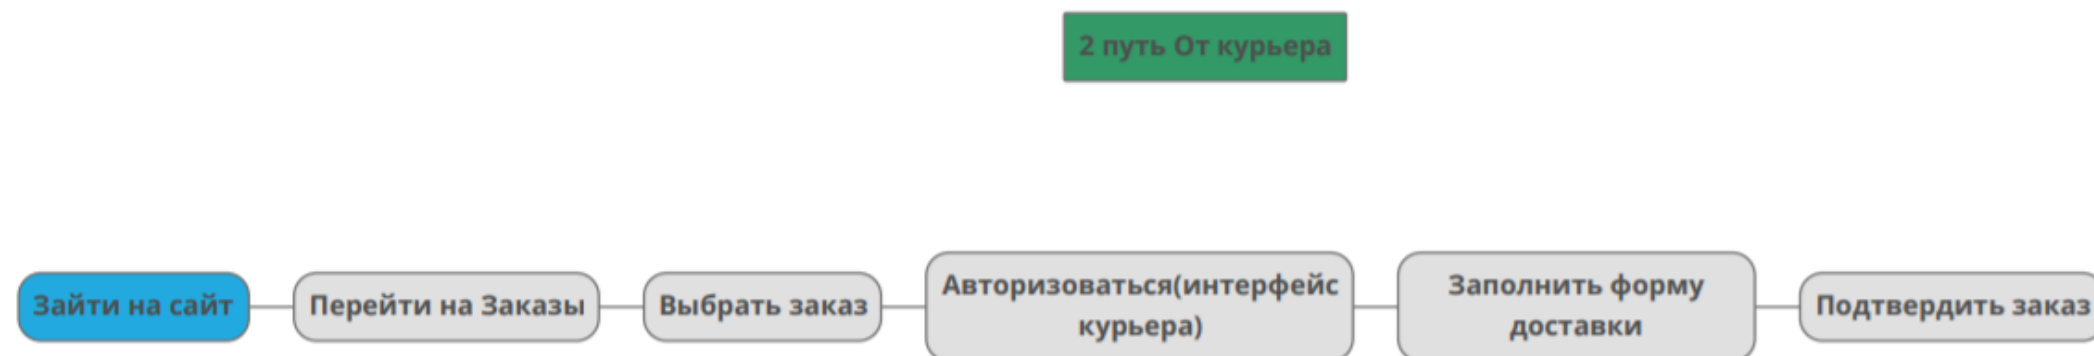 2 путь От курьера
Зайти на сайт
Перейти на Заказы
Выбрать заказ
Авторизоваться(интерфейс
курьера)
Заполнить форму
доставки
Подтвердить заказ